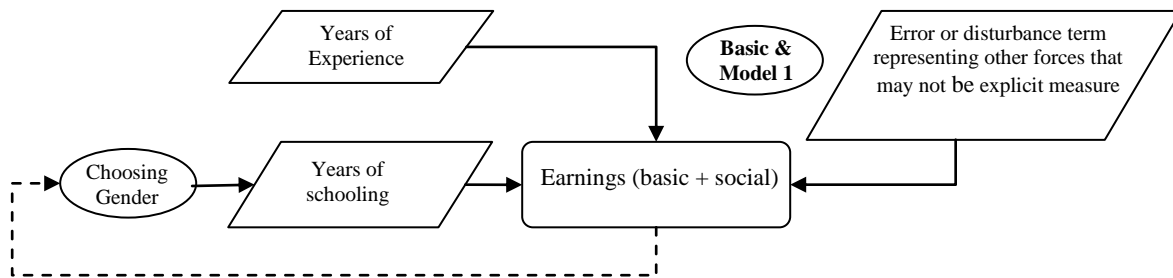 Years of
Experience
Basic &
Model 1
Error or disturbance term
representing other forces that
may not be explicit measure
Choosing
Gender
Years of
schooling
Earnings (basic + social)